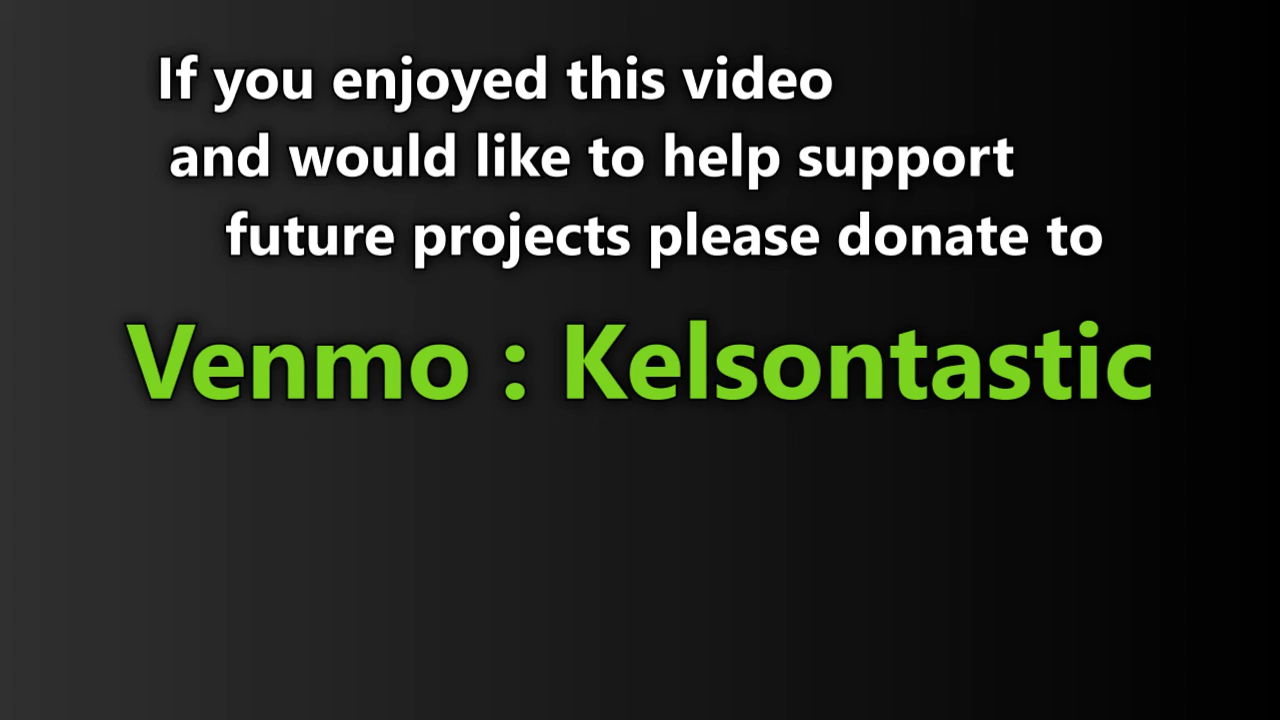 If you enjoyed this video
and would like to help support
future projects please donate to
Venmo : Kelsontastic